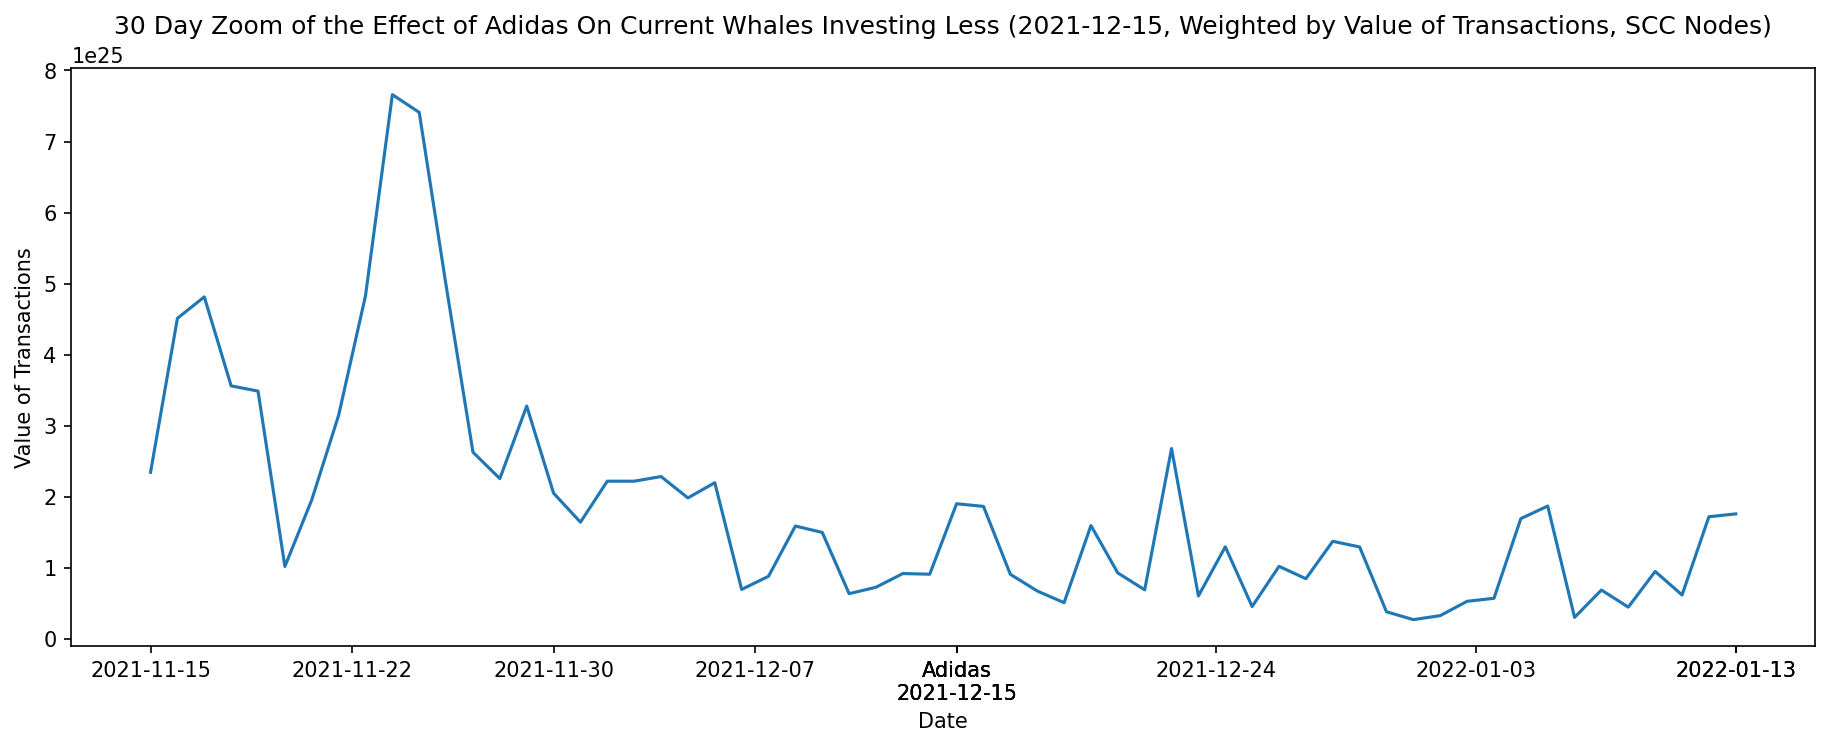 30 Day Zoom of the Effect of Adidas On Current Whales Investing Less (2021-12-15, Weighted by Value of Transactions, SCC Nodes)
1e25
8
7
6
5
4
3
2
1
0
Value of Transactions
2021-11-15 2021-11-22 2021-11-30 2021-12-07 Adidas 2021-12-24 2022-01-03 2022-01-13
2021-12-15
Date